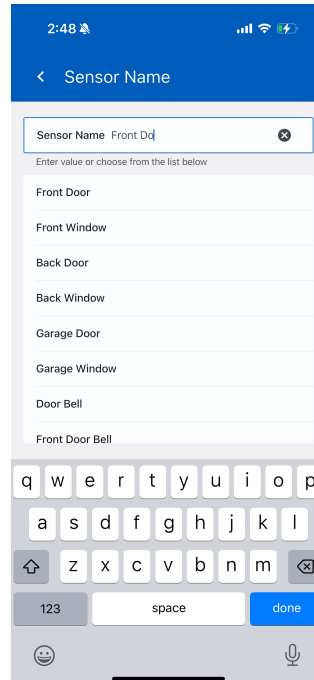 2:48
Sensor Name
Sensor Name Front Do
Enter value or choose from the list below
Front Door
Front Window
Back Door
Back Window
Garage Door
Garage Window
Door Bell
Front Door Bell
q w e r t y u i o p
a s d f g h j k l
z x c v b n m
123 space done